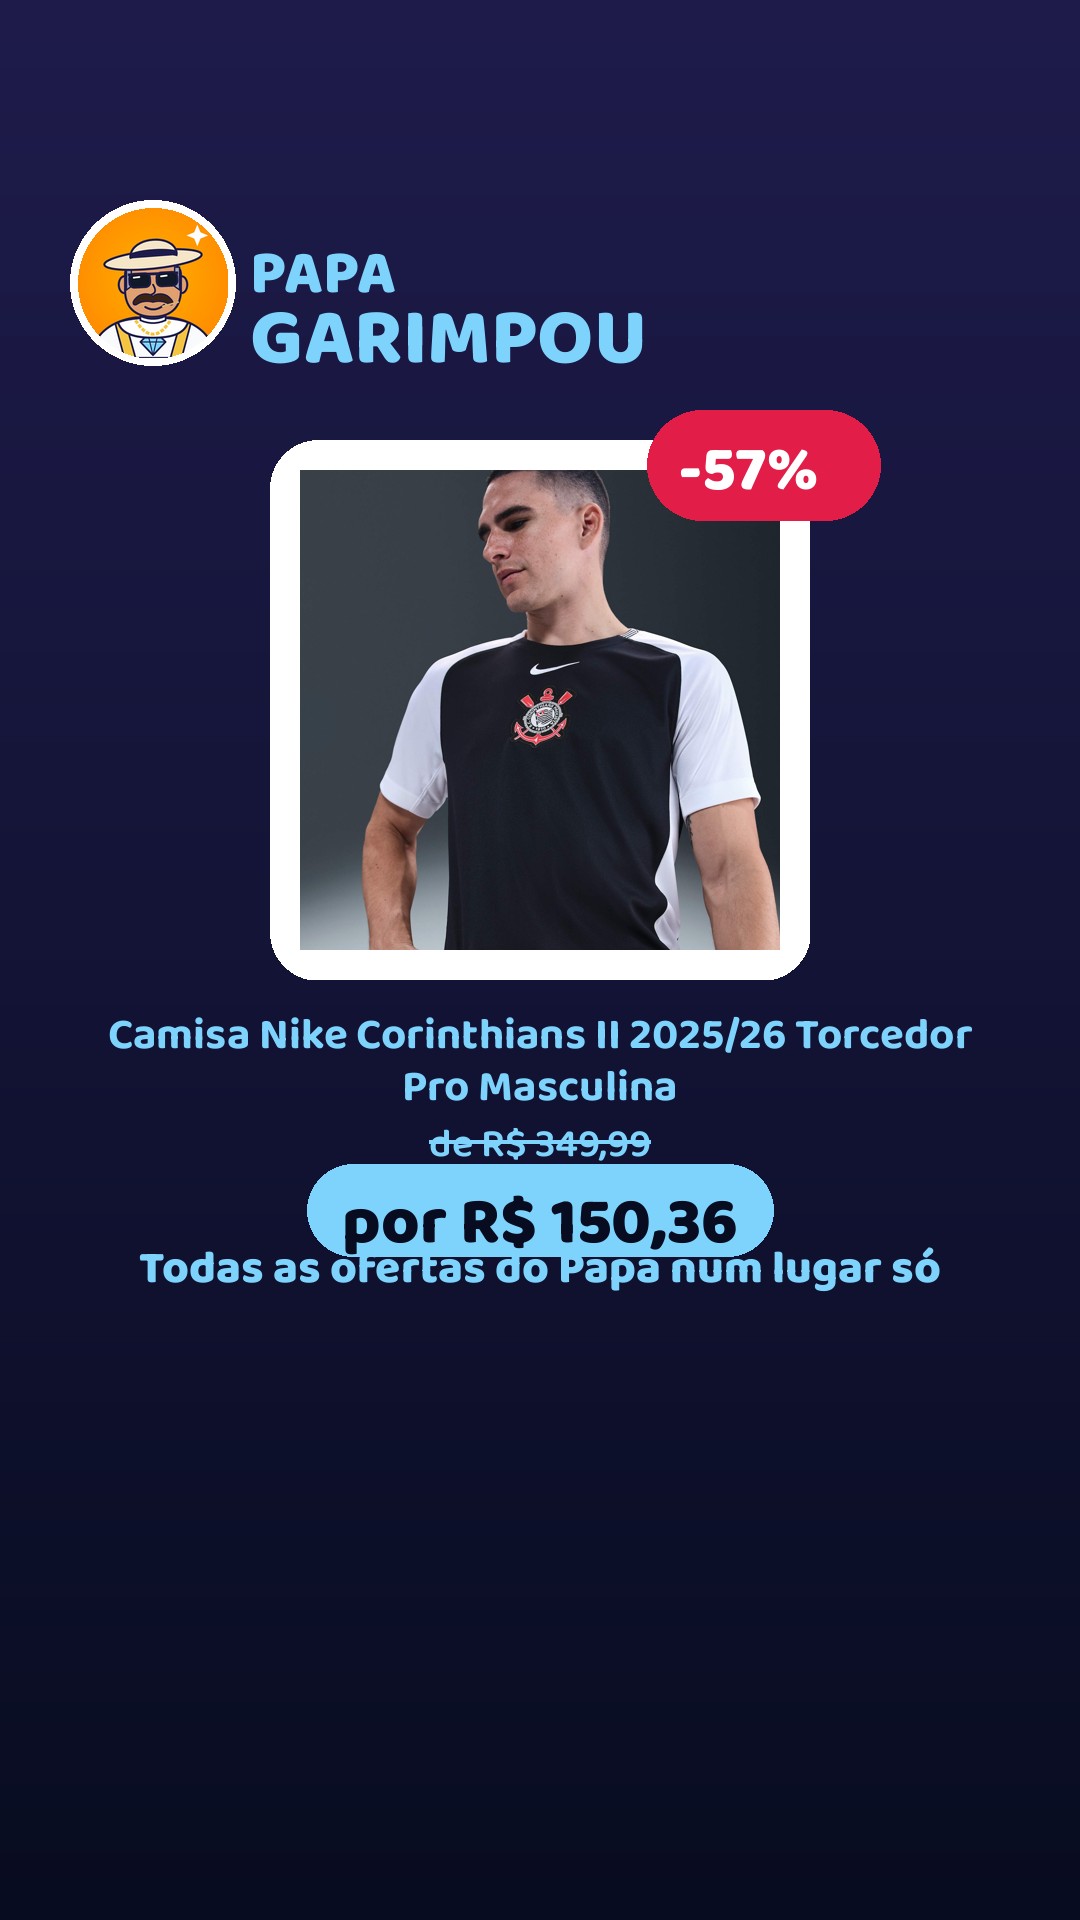 PAPA
GARIMPOU
-57%
Camisa Nike Corinthians II 2025/26 Torcedor
Pro Masculina
de R$ 349,99
por R$ 150,36
Todas as ofertas do Papa num lugar só